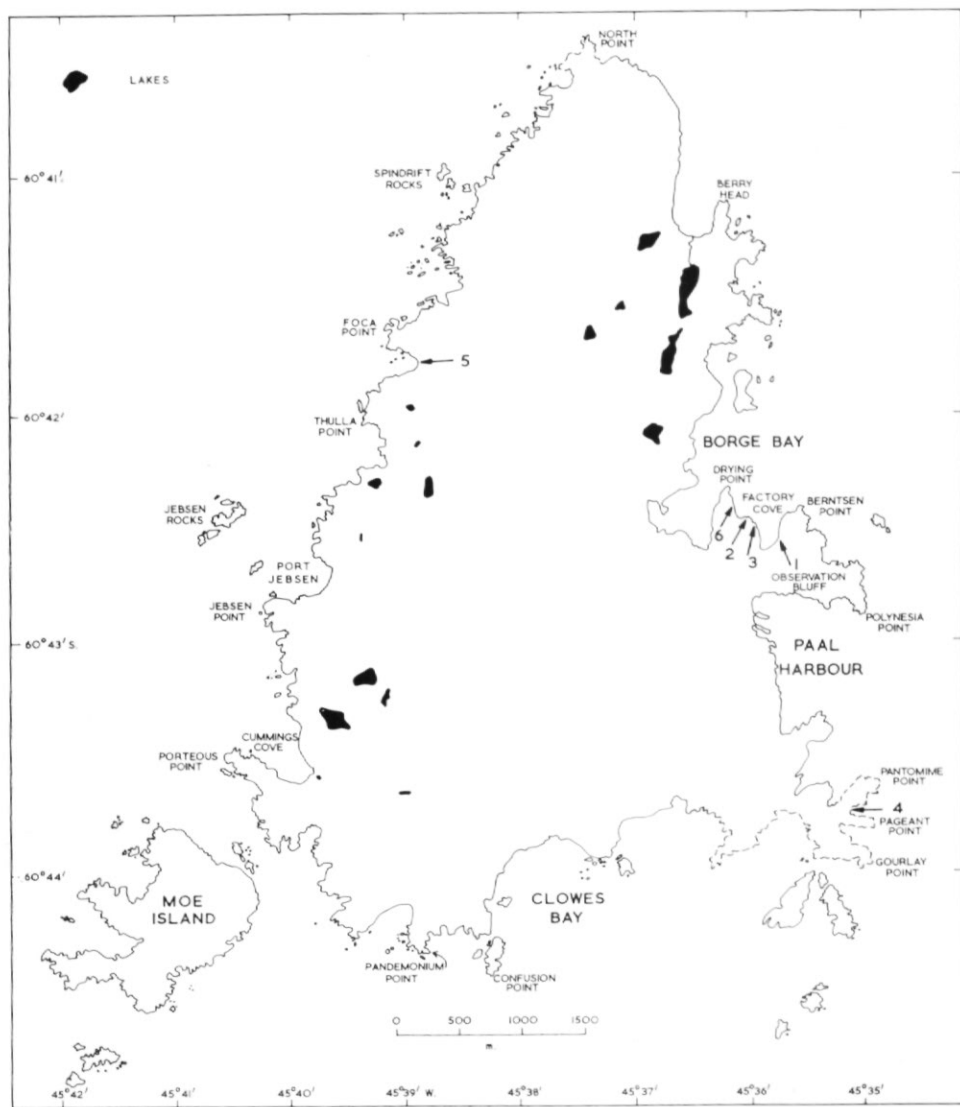 NORTH
POINT
LAKES
60°41'
SPINDRIFT
ROCKS
BERRY
HEAD
FOCA
POINT
5
60°42'
THULLA
POINT
BORGE BAY
DRYING
POINT
FACTORY
COVE
BERNTSEN
POINT
JEBSEN
ROCKS
6
2
3
1
OBSERVATION
BLUFF
PORT
JEBSEN
JEBSEN
POINT
POLYNESIA
POINT
60°43'S.
PAAL
HARBOUR
CUMMINGS
COVE
PORTEOUS
POINT
PANTOMIME
POINT
4
PAGEANT
POINT
GOURLAY
POINT
60°44'
MOE
ISLAND
CLOWES
BAY
PANDEMONIUM
POINT
CONFUSION
POINT
0 500 1000 1500
m.
45°42' 45°41' 45°40' 45°39' W. 45°38' 45°37' 45°36' 45°35'